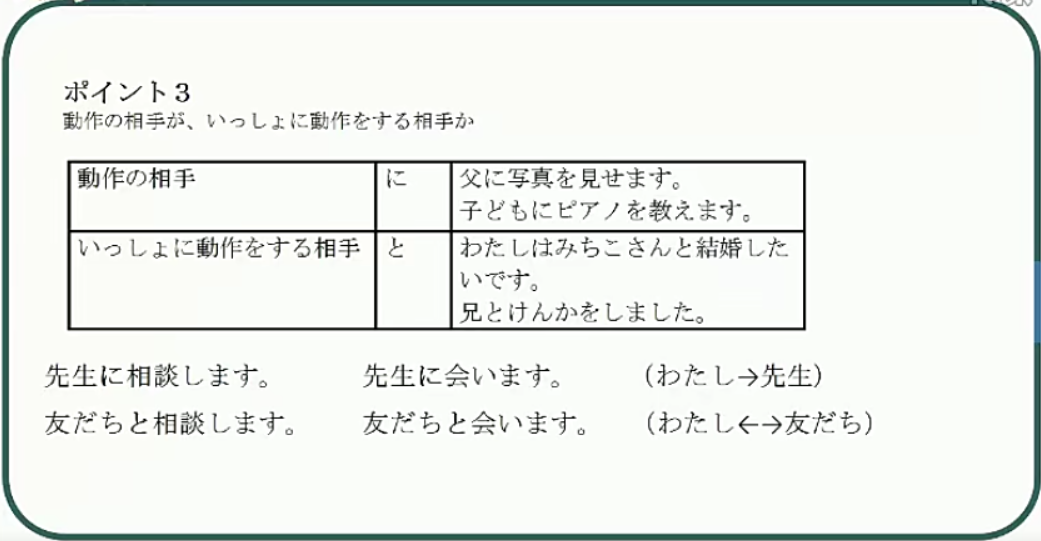 ポイント3
動作の相手が、いっしょに動作をする相手か
動作の相手 に 父に写真を見せます。
子どもにピアノを教えます。
いっしょに動作をする相手 と わたしはみちこさんと結婚した
いです。
兄とけんかをしました。
先生に相談します。 先生に会います。 （わたし→先生）
友だちと相談します。 友だちと会います。 （わたし←→友だち）